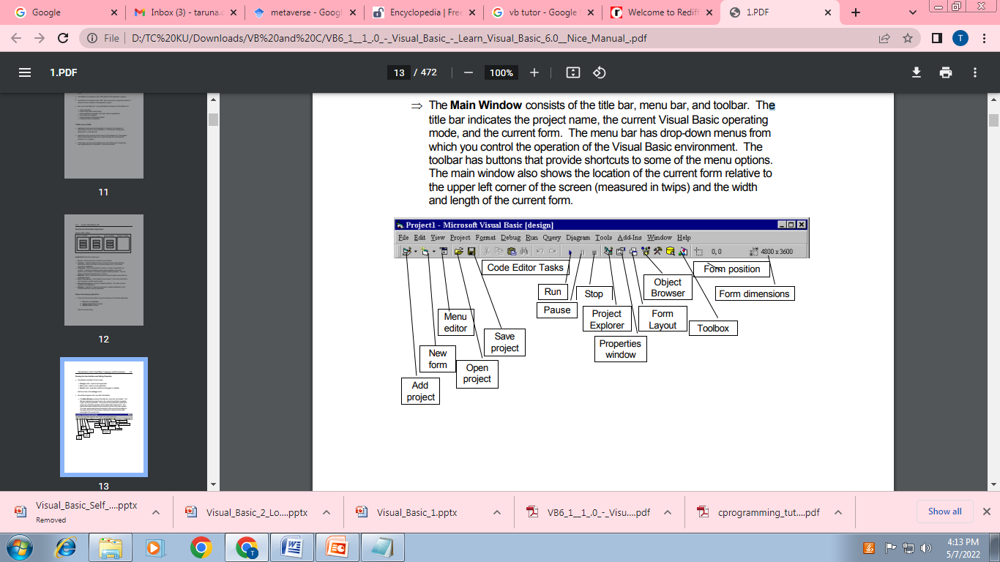 Google
Inbox (3) - taruna.c
metaverse - Goog
Encyclopedia | Free
vb tutor - Google S
Welcome to Rediff
1.PDF
File | D:/TC%20KU/Downloads/VB%20and%20C/VB6_1__1_.0_-_Visual_Basic_-_Learn_Visual_Basic_6.0__Nice_Manual_.pdf
T
1.PDF
13 / 472
100%
11
12
13
⇒ The Main Window consists of the title bar, menu bar, and toolbar. The
title bar indicates the project name, the current Visual Basic operating
mode, and the current form. The menu bar has drop-down menus from
which you control the operation of the Visual Basic environment. The
toolbar has buttons that provide shortcuts to some of the menu options.
The main window also shows the location of the current form relative to
the upper left corner of the screen (measured in twips) and the width
and length of the current form.
Project1 - Microsoft Visual Basic [design]
File Edit View Project Format Debug Run Query Diagram Tools Add-Ins Window Help
0, 0
4800 x 3600
Code Editor Tasks
Form position
Run
Stop
Object
Browser
Form dimensions
Pause
Menu
editor
Project
Explorer
Form
Layout
Toolbox
Save
project
Properties
window
New
form
Open
project
Add
project
Visual_Basic_Self_....pptx
Removed
Visual_Basic_2_Lo....pptx
Visual_Basic_1.pptx
VB6_1__1_.0_-_Visu....pdf
cprogramming_tut....pdf
Show all
4:13 PM
5/7/2022